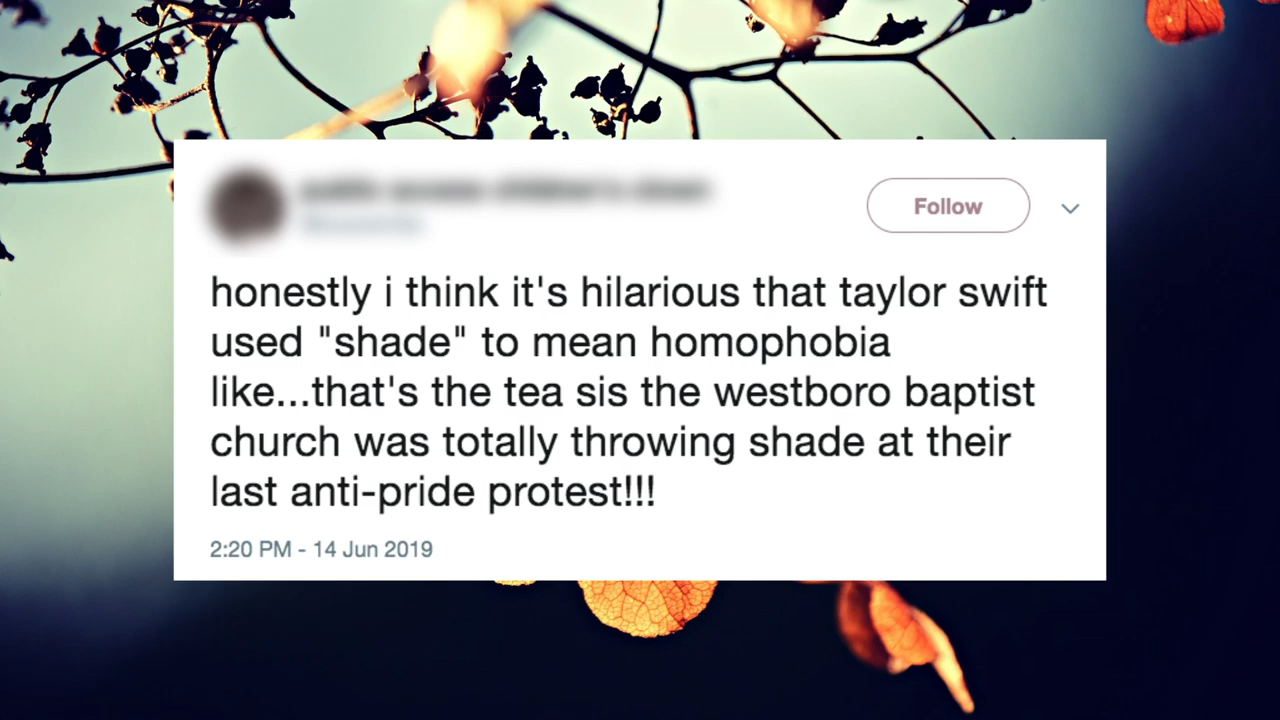 Follow
honestly i think it's hilarious that taylor swift
used "shade" to mean homophobia
like...that's the tea sis the westboro baptist
church was totally throwing shade at their
last anti-pride protest!!!
2:20 PM - 14 Jun 2019